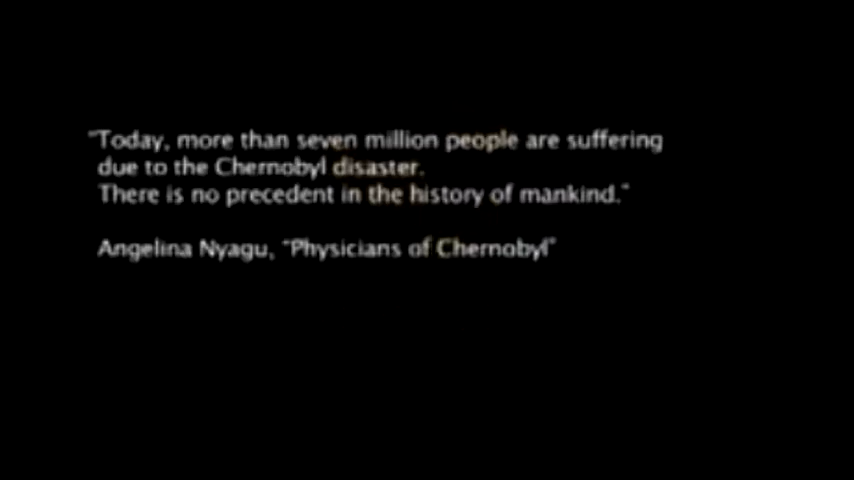 "Today, more than seven million people are suffering
due to the Chernobyl disaster.
There is no precedent in the history of mankind."
Angelina Nyagu, "Physicians of Chernobyl"